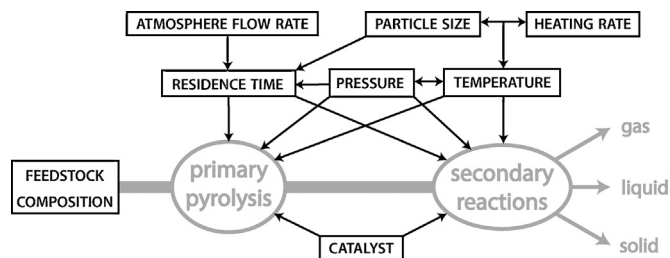 ATMOSPHERE FLOW RATE
PARTICLE SIZE
HEATING RATE
RESIDENCE TIME
PRESSURE
TEMPERATURE
gas
FEEDSTOCK
COMPOSITION
primary
pyrolysis
secondary
reactions
liquid
solid
CATALYST